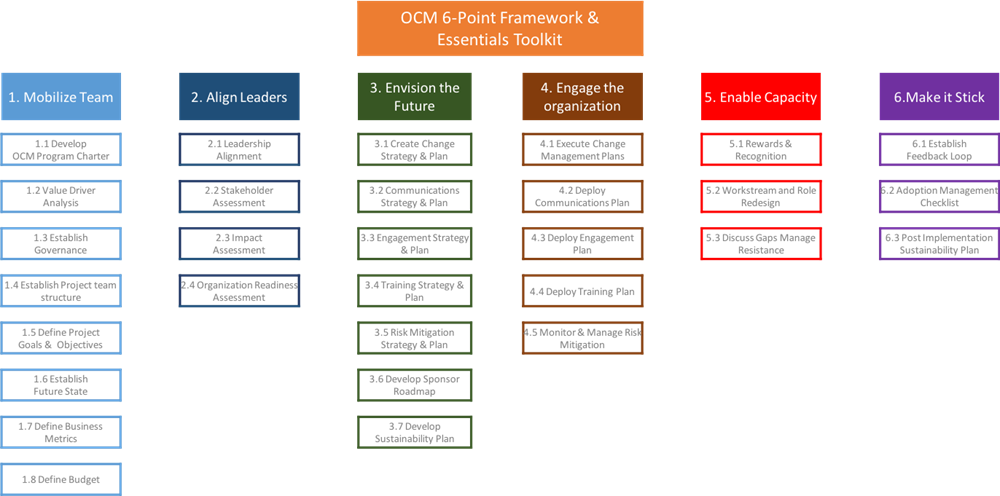 OCM 6-Point Framework &
Essentials Toolkit
1. Mobilize Team
1.1 Develop
OCM Program Charter
1.2 Value Driver
Analysis
1.3 Establish
Governance
1.4 Establish Project team
structure
1.5 Define Project
Goals & Objectives
1.6 Establish
Future State
1.7 Define Business
Metrics
1.8 Define Budget
2. Align Leaders
2.1 Leadership
Alignment
2.2 Stakeholder
Assessment
2.3 Impact
Assessment
2.4 Organization Readiness
Assessment
3. Envision the
Future
3.1 Create Change
Strategy & Plan
3.2 Communications
Strategy & Plan
3.3 Engagement Strategy
& Plan
3.4 Training Strategy &
Plan
3.5 Risk Mitigation
Strategy & Plan
3.6 Develop Sponsor
Roadmap
3.7 Develop
Sustainability Plan
4. Engage the
organization
4.1 Execute Change
Management Plans
4.2 Deploy
Communications Plan
4.3 Deploy Engagement
Plan
4.4 Deploy Training Plan
4.5 Monitor & Manage Risk
Mitigation
5. Enable Capacity
5.1 Rewards &
Recognition
5.2 Workstream and Role
Redesign
5.3 Discuss Gaps Manage
Resistance
6.Make it Stick
6.1 Establish
Feedback Loop
6.2 Adoption Management
Checklist
6.3 Post Implementation
Sustainability Plan